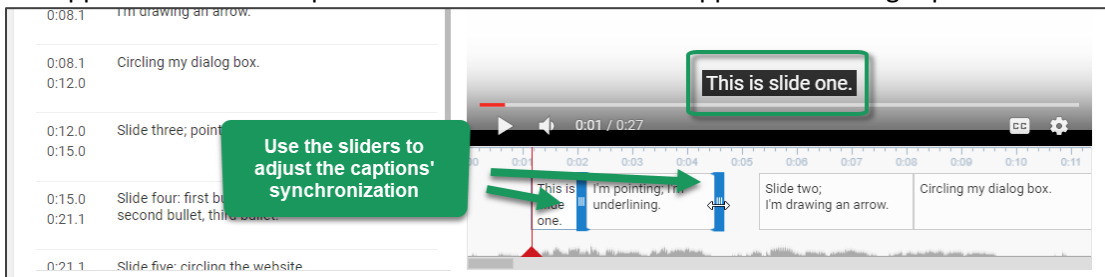 0:08.1
I'm drawing an arrow.
0:08.1
Circling my dialog box.
0:12.0
0:12.0
Slide three; point
0:15.0
0:15.0
Slide four: first bu
0:21.1
second bullet, third bullet.
0:21.1
Slide five: circling the website
Use the sliders to
adjust the captions'
synchronization
This is slide one.
0:01 / 0:27
CC
00 0:01 0:02 0:03 0:04 0:05 0:06 0:07 0:08 0:09 0:10 0:11
This is
slide
one.
I'm pointing; I'm
underlining.
Slide two;
I'm drawing an arrow.
Circling my dialog box.